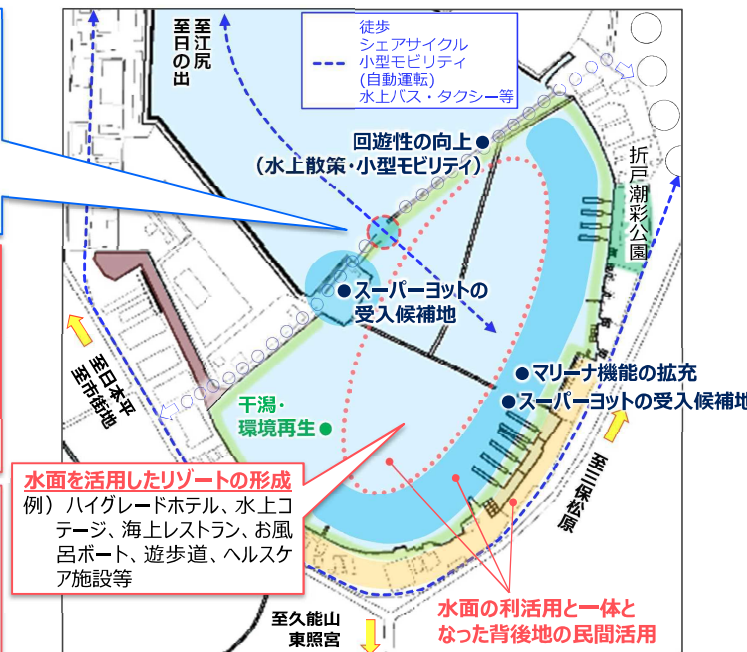 徒歩
シェアサイクル
小型モビリティ
(自動運転)
水上バス・タクシー等
至江尻
至日の出
回遊性の向上●
（水上散策・小型モビリティ）
折戸潮彩公園
●スーパーヨットの
受入候補地
至日本平
至市街地
●マリーナ機能の拡充
●スーパーヨットの受入候補地
干潟・
環境再生●
至三保松原
水面を活用したリゾートの形成
例）ハイグレードホテル、水上コ
テージ、海上レストラン、お風
呂ボート、遊歩道、ヘルスケ
ア施設等
水面の利活用と一体と
なった背後地の民間活用
至久能山
東照宮